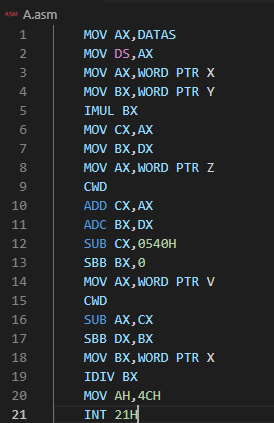 ASM A.asm
1 MOV AX,DATAS
2 MOV DS,AX
3 MOV AX,WORD PTR X
4 MOV BX,WORD PTR Y
5 IMUL BX
6 MOV CX,AX
7 MOV BX,DX
8 MOV AX,WORD PTR Z
9 CWD
10 ADD CX,AX
11 ADC BX,DX
12 SUB CX,0540H
13 SBB BX,0
14 MOV AX,WORD PTR V
15 CWD
16 SUB AX,CX
17 SBB DX,BX
18 MOV BX,WORD PTR X
19 IDIV BX
20 MOV AH,4CH
21 INT 21H